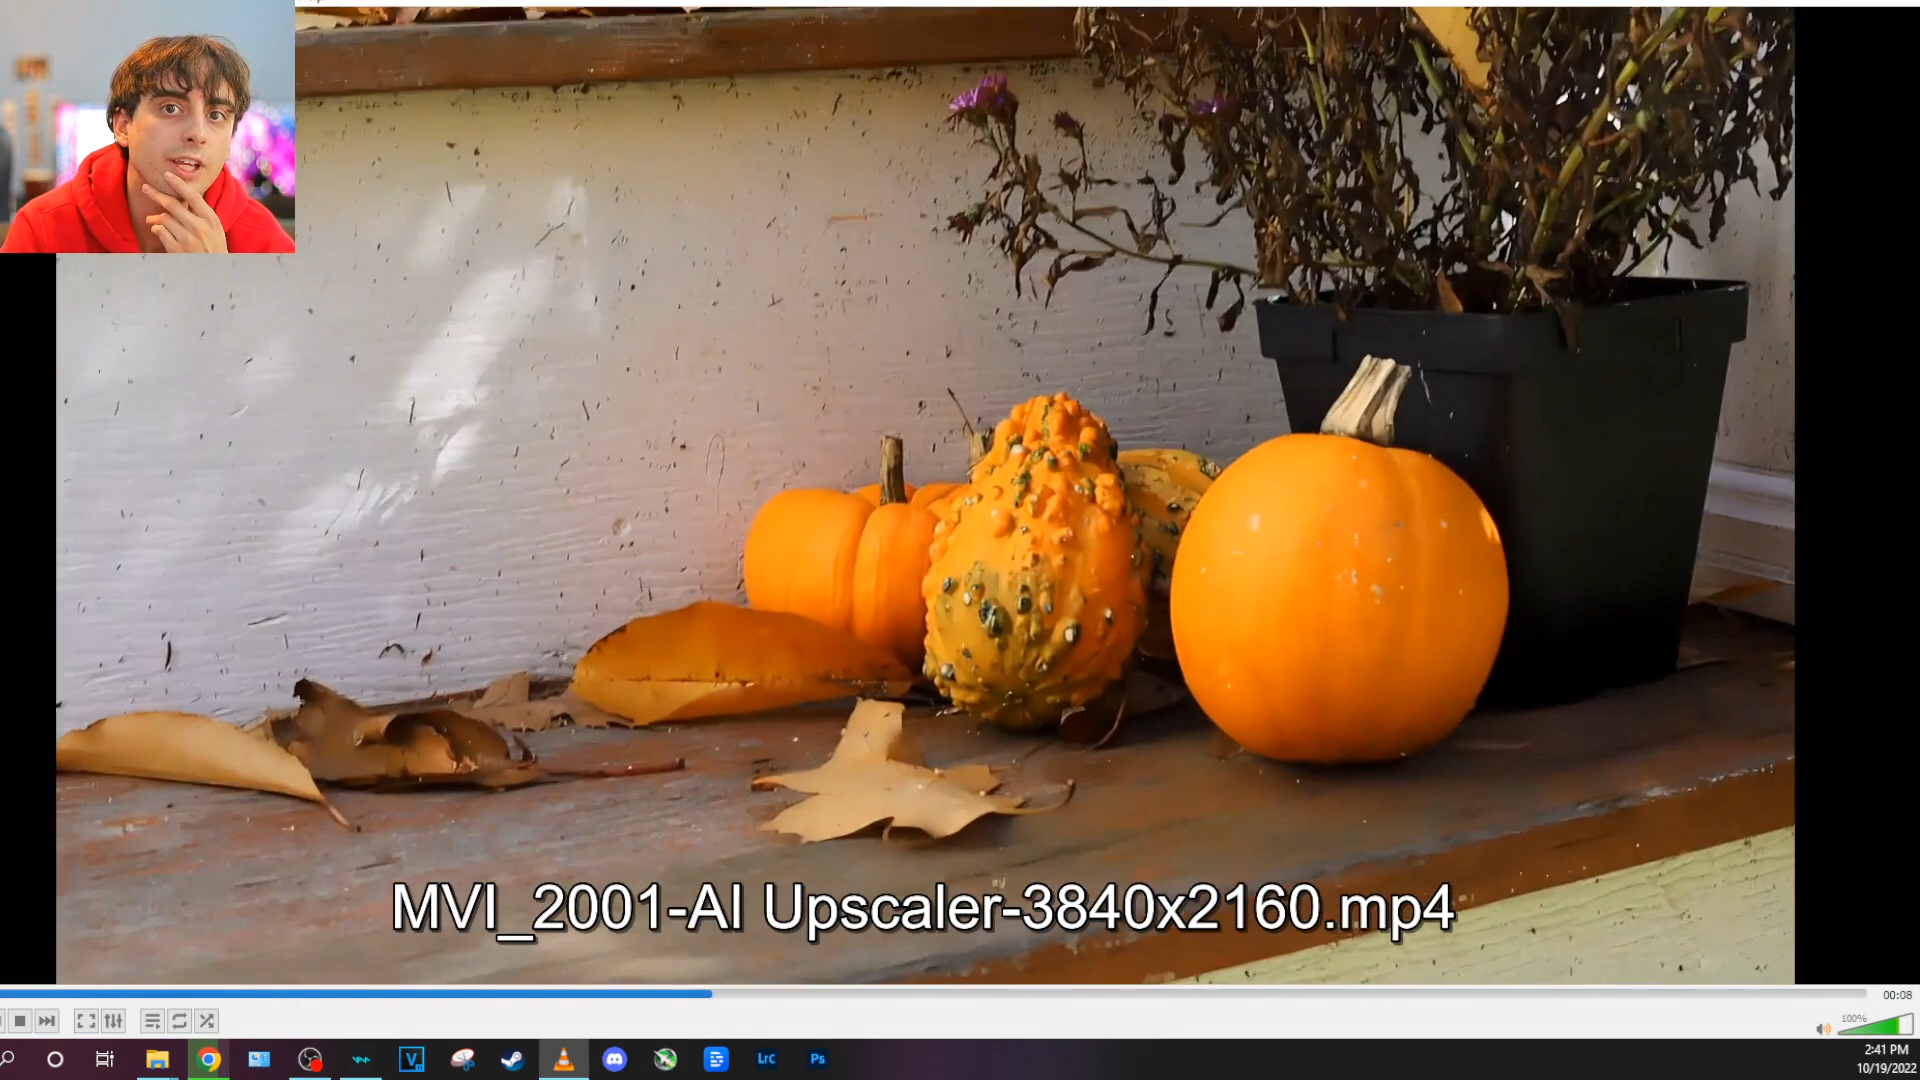 MVI_2001-AI Upscaler-3840x2160.mp4
00:08
100%
Lrc
Ps
2:41 PM
10/19/2022